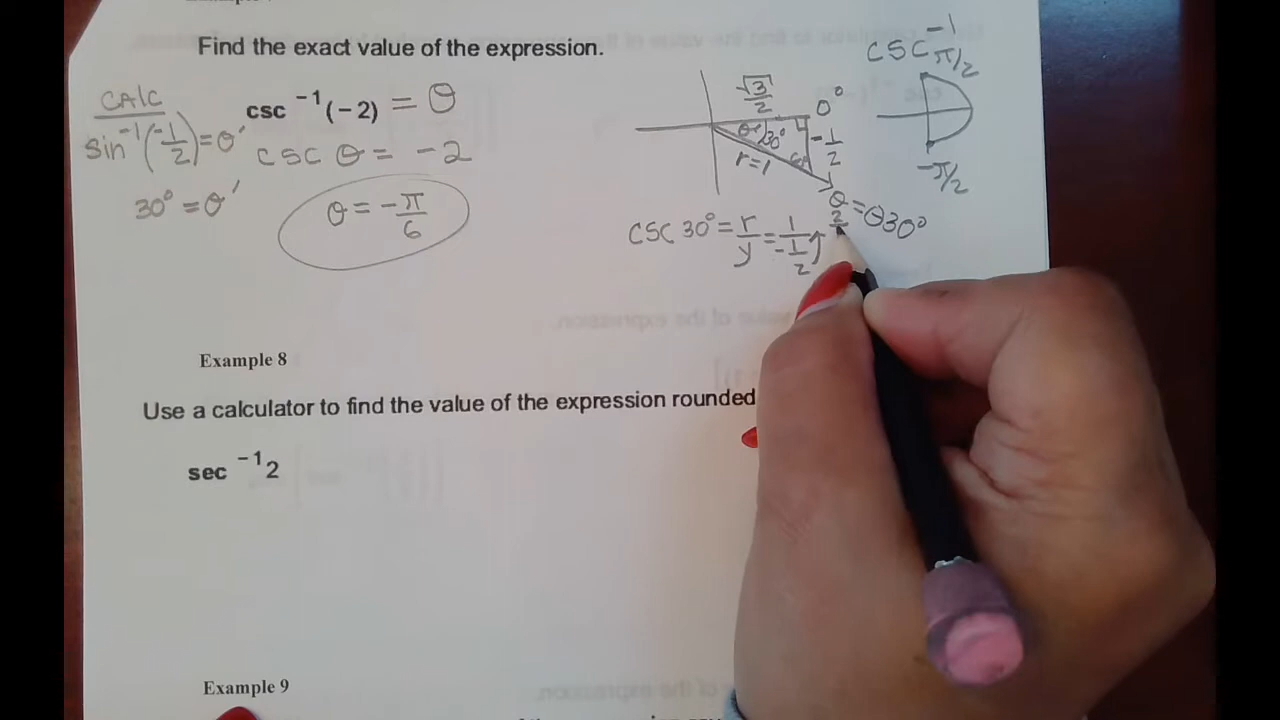 Find the exact value of the expression.
CALC
csc ⁻¹(-2) = θ
sin⁻¹(-1/2) = θ'
csc θ = -2
30° = θ'
θ = -π/6
csc⁻¹
π/2
-π/2
√3/2
0°
θ' 30°
-1/2
r=1
θ = θ30°
csc 30° = r/y = 1/(-1/2)
2
Example 8
Use a calculator to find the value of the expression rounded
sec ⁻¹2
Example 9